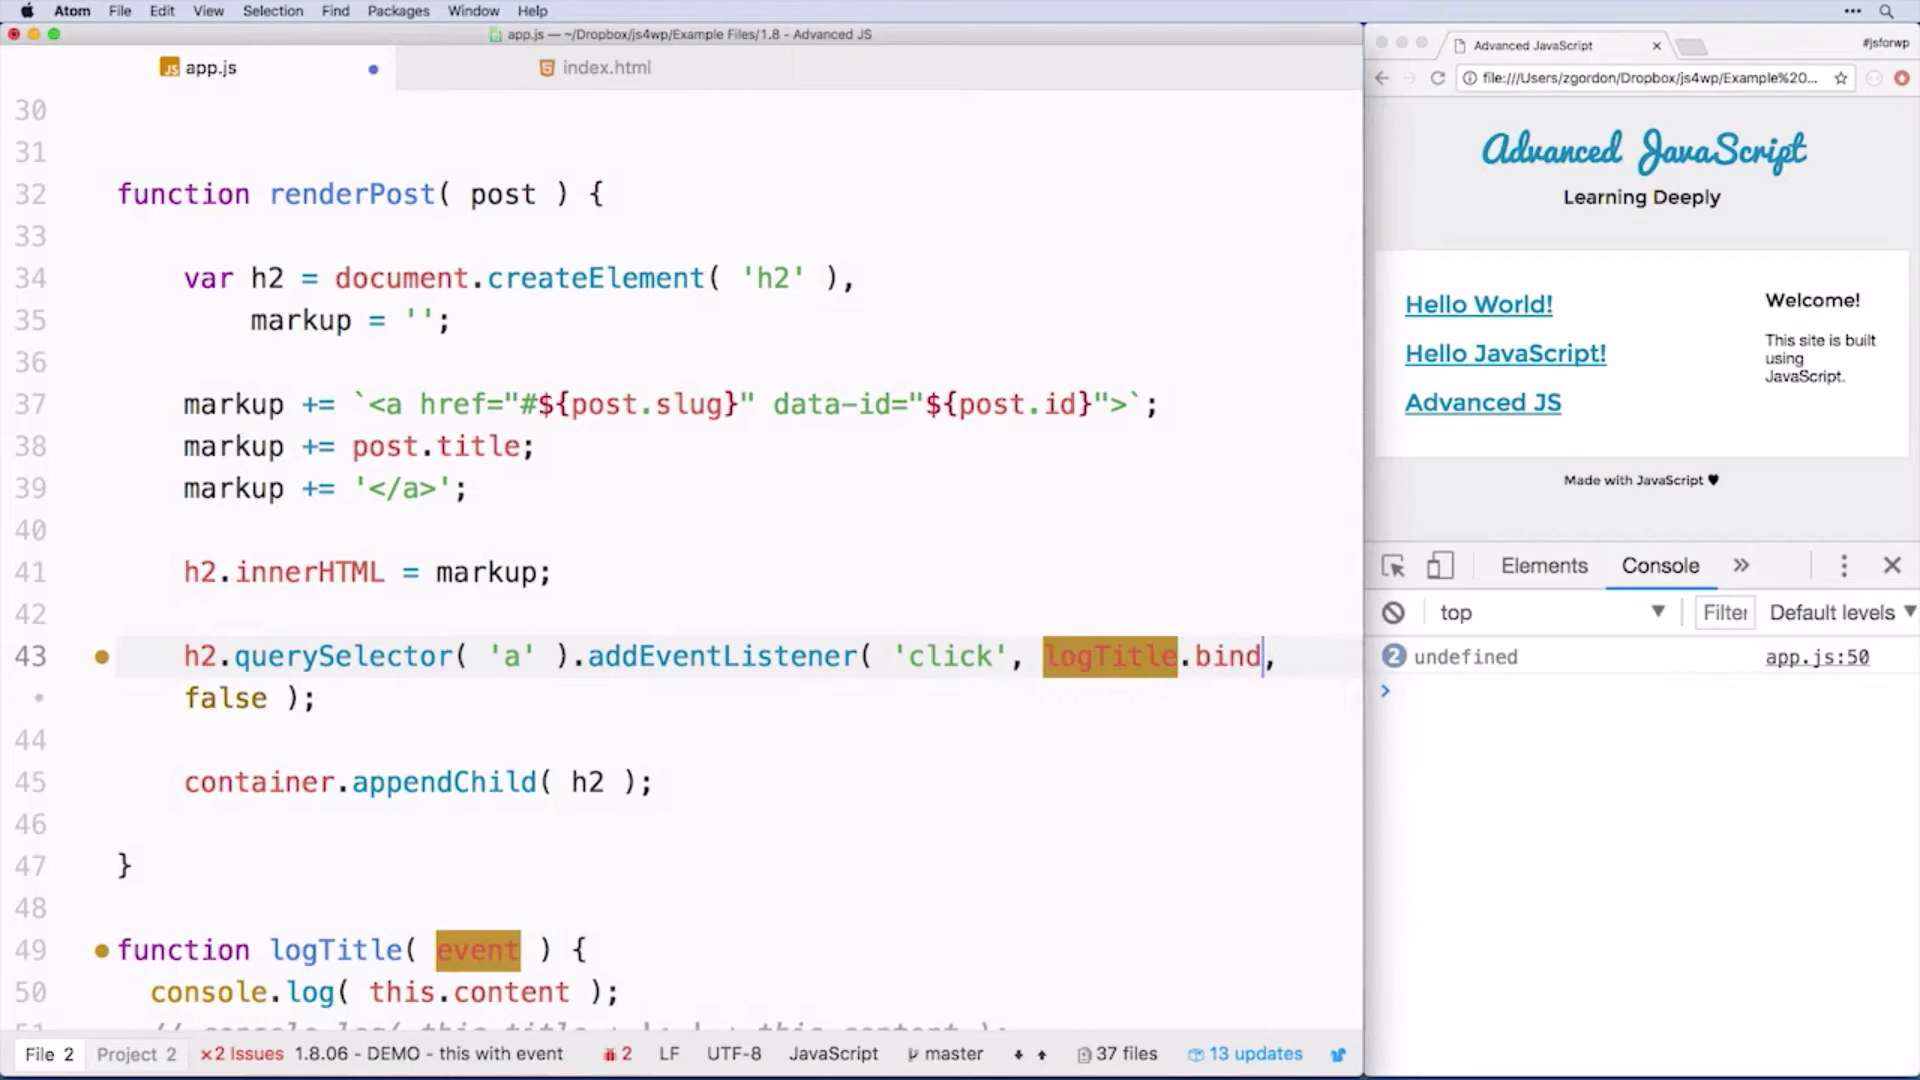 Atom File Edit View Selection Find Packages Window Help
app.js — ~/Dropbox/js4wp/Example Files/1.8 - Advanced JS
app.js
index.html
30
31
32 function renderPost( post ) {
33
34 var h2 = document.createElement( 'h2' ),
35 markup = '';
36
37 markup += `<a href="#${post.slug}" data-id="${post.id}">`;
38 markup += post.title;
39 markup += '</a>';
40
41 h2.innerHTML = markup;
42
43 h2.querySelector( 'a' ).addEventListener( 'click', logTitle.bind,
false );
44
45 container.appendChild( h2 );
46
47 }
48
49 function logTitle( event ) {
50 console.log( this.content );
File 2 Project 2 2 Issues 1.8.06 - DEMO - this with event 2 LF UTF-8 JavaScript master 37 files 13 updates
Advanced JavaScript
#jsforwp
file:///Users/zgordon/Dropbox/js4wp/Example%20...
Advanced JavaScript
Learning Deeply
Hello World!
Hello JavaScript!
Advanced JS
Welcome!
This site is built
using
JavaScript.
Made with JavaScript ♥
Elements Console »
top Filter Default levels
2 undefined app.js:50